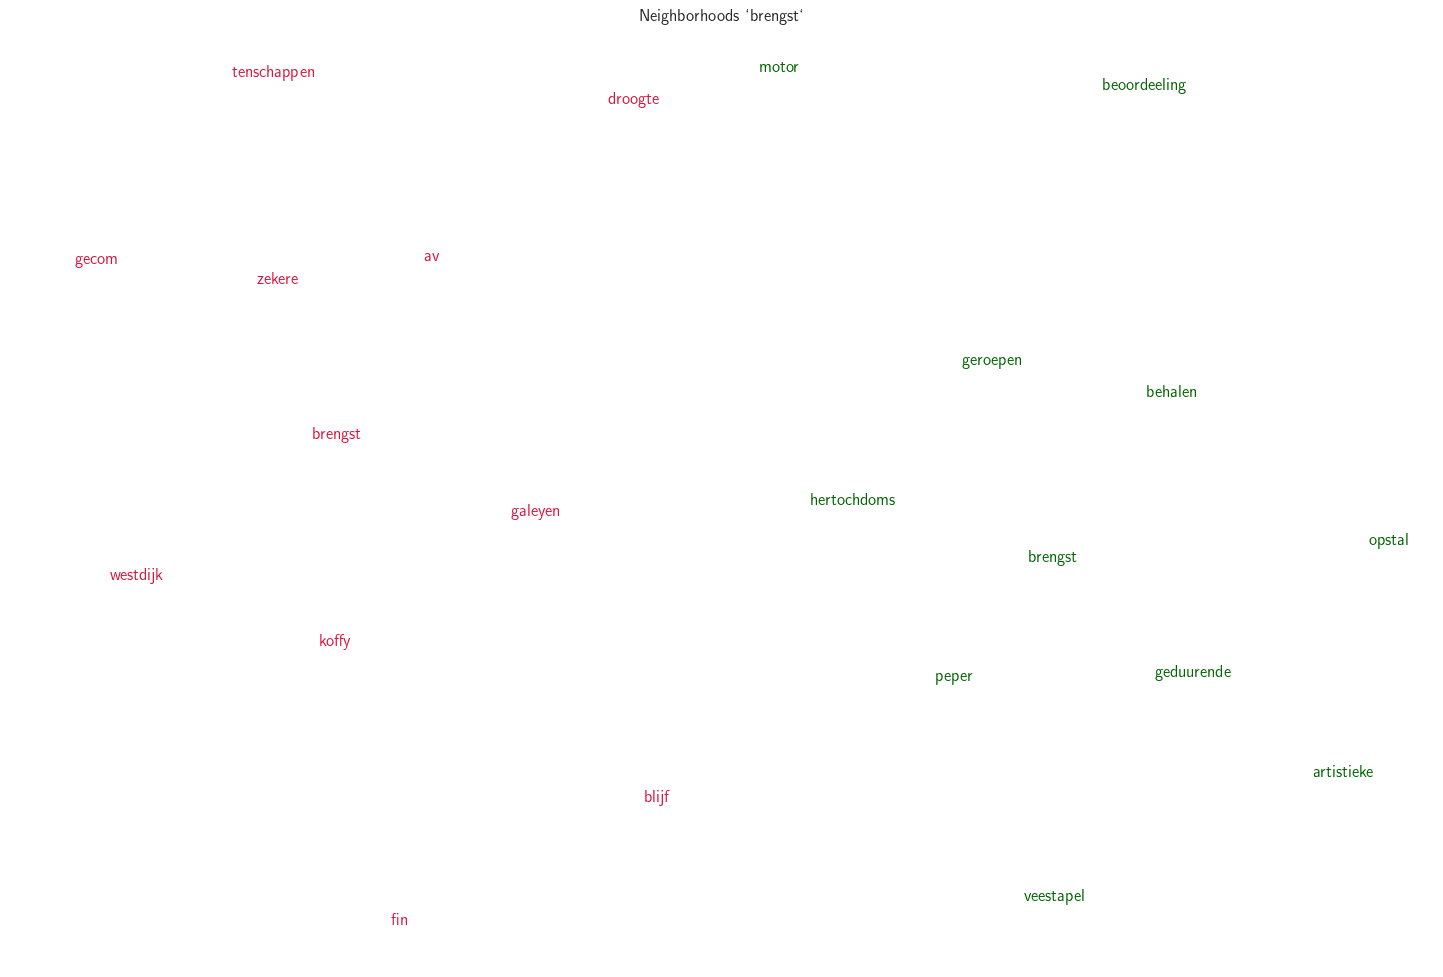 Neighborhoods ‘brengst‘
motor
tenschappen
beoordeeling
droogte
av
gecom
zekere
geroepen
behalen
brengst
hertochdoms
galeyen
opstal
brengst
westdijk
koffy
geduurende
peper
artistieke
blijf
veestapel
fin